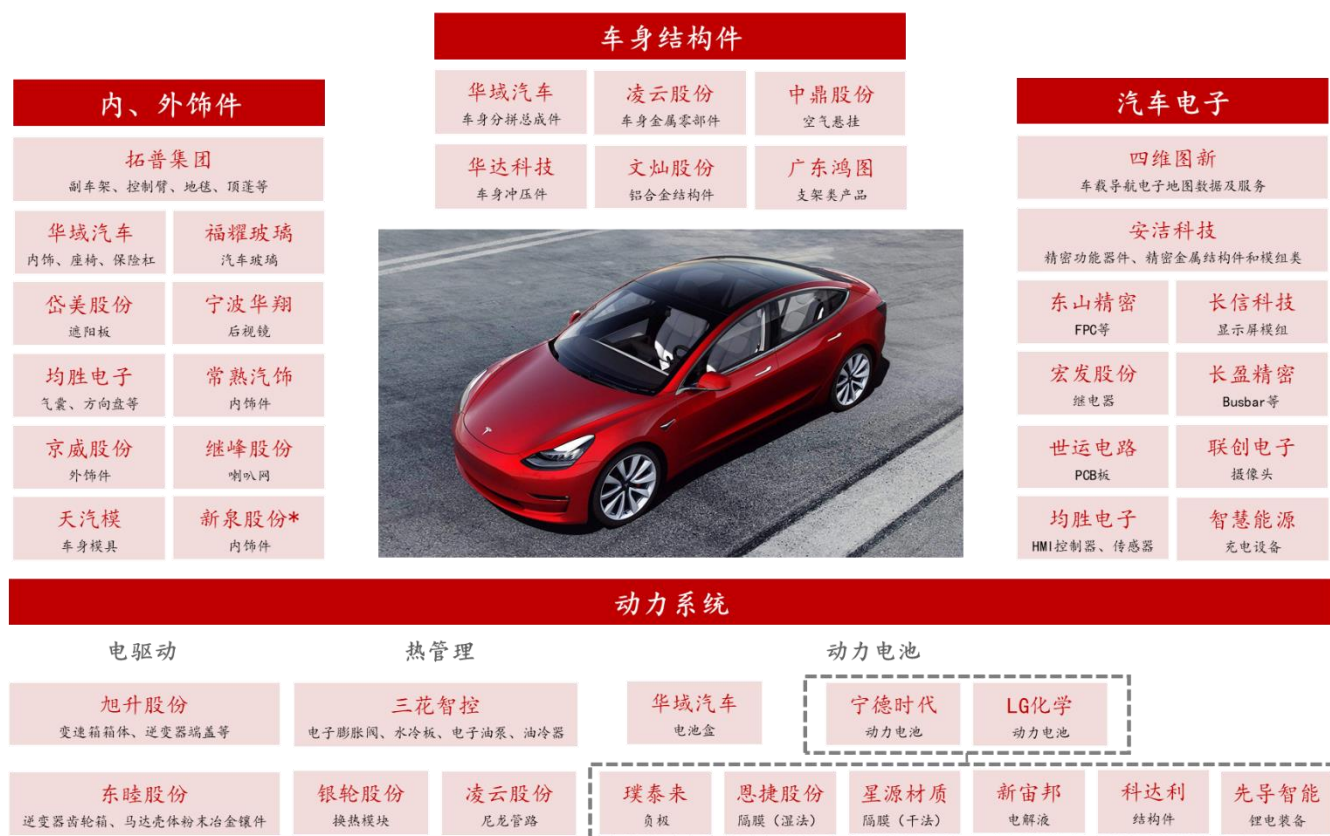 车身结构件
华域汽车
车身分拼总成件
凌云股份
车身金属零部件
中鼎股份
空气悬挂
华达科技
车身冲压件
文灿股份
铝合金结构件
广东鸿图
支架类产品
内、外饰件
拓普集团
副车架、控制臂、地毯、顶蓬等
华域汽车
内饰、座椅、保险杠
福耀玻璃
汽车玻璃
岱美股份
遮阳板
宁波华翔
后视镜
均胜电子
气囊、方向盘等
常熟汽饰
内饰件
京威股份
外饰件
继峰股份
喇叭网
天汽模
车身模具
新泉股份*
内饰件
汽车电子
四维图新
车载导航电子地图数据及服务
安洁科技
精密功能器件、精密金属结构件和模组类
东山精密
FPC等
长信科技
显示屏模组
宏发股份
继电器
长盈精密
Busbar等
世运电路
PCB板
联创电子
摄像头
均胜电子
HMI控制器、传感器
智慧能源
充电设备
动力系统
电驱动
热管理
动力电池
旭升股份
变速箱箱体、逆变器端盖等
三花智控
电子膨胀阀、水冷板、电子油泵、油冷器
华域汽车
电池盒
宁德时代
动力电池
LG化学
动力电池
东睦股份
逆变器齿轮箱、马达壳体粉末冶金镶件
银轮股份
换热模块
凌云股份
尼龙管路
璞泰来
负极
恩捷股份
隔膜（湿法）
星源材质
隔膜（干法）
新宙邦
电解液
科达利
结构件
先导智能
锂电装备